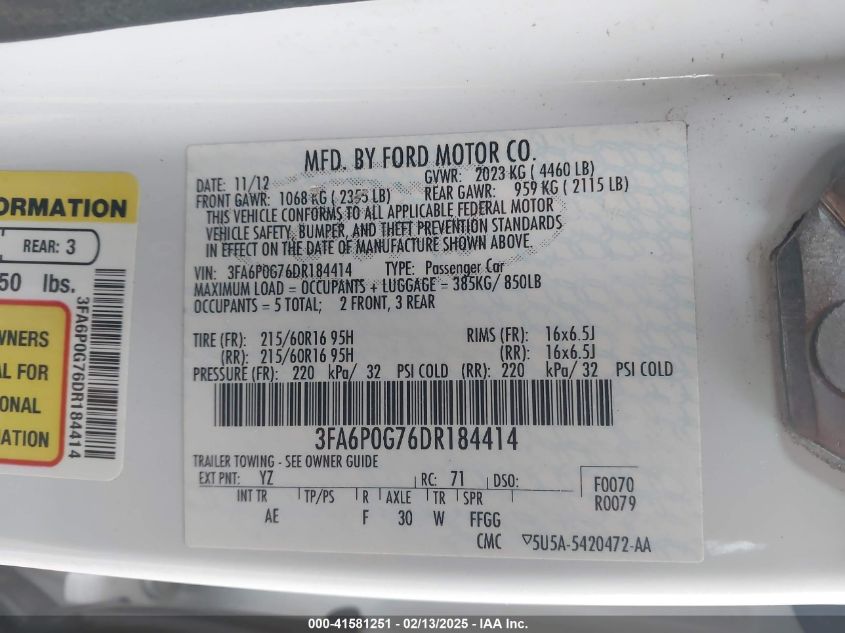 ORMATION
REAR: 3
50 lbs.
3FA6P0G76DR184414
WNERS
AL FOR
IONAL
MATION
MFD. BY FORD MOTOR CO.
DATE: 11/12 GVWR: 2023 KG ( 4460 LB)
FRONT GAWR: 1068 KG ( 2355 LB) REAR GAWR: 959 KG ( 2115 LB)
THIS VEHICLE CONFORMS TO ALL APPLICABLE FEDERAL MOTOR
VEHICLE SAFETY, BUMPER, AND THEFT PREVENTION STANDARDS
IN EFFECT ON THE DATE OF MANUFACTURE SHOWN ABOVE.
VIN: 3FA6P0G76DR184414 TYPE: Passenger Car
MAXIMUM LOAD = OCCUPANTS + LUGGAGE = 385KG/ 850LB
OCCUPANTS = 5 TOTAL; 2 FRONT, 3 REAR
TIRE (FR): 215/60R16 95H RIMS (FR): 16x6.5J
(RR): 215/60R16 95H (RR): 16x6.5J
PRESSURE (FR): 220 kPa/ 32 PSI COLD (RR): 220 kPa/ 32 PSI COLD
3FA6P0G76DR184414
TRAILER TOWING - SEE OWNER GUIDE
EXT PNT: YZ RC: 71 DSO: F0070
R0079
INT TR TP/PS R AXLE TR SPR
AE F 30 W FFGG
CMC ▽5U5A-5420472-AA
000-41581251 - 02/13/2025 - IAA Inc.